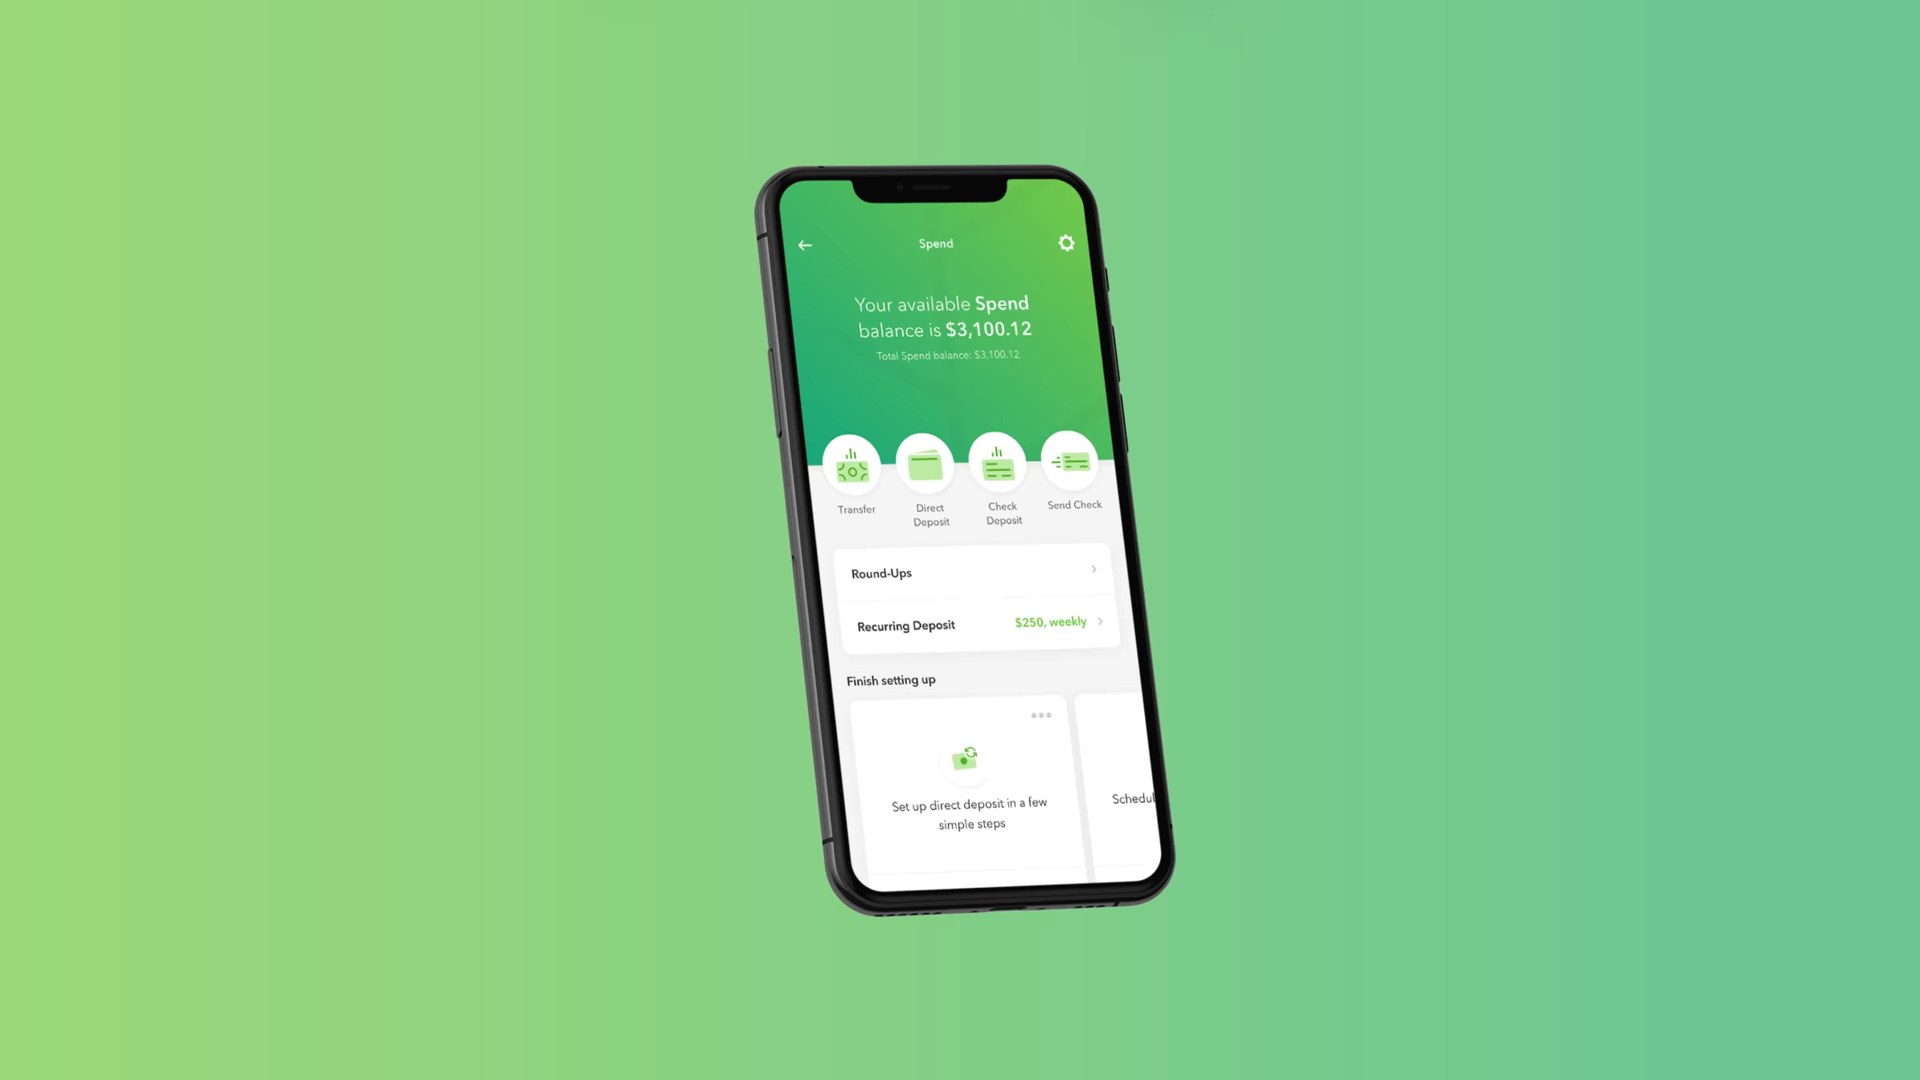 Spend
Your available Spend
balance is $3,100.12
Total Spend balance: $3,100.12
Transfer
Direct
Deposit
Check
Deposit
Send Check
Round-Ups
Recurring Deposit $250, weekly
Finish setting up
Set up direct deposit in a few
simple steps
Schedul